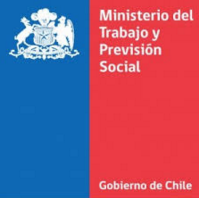 Ministerio del
Trabajo y
Previsión
Social
Gobierno de Chile